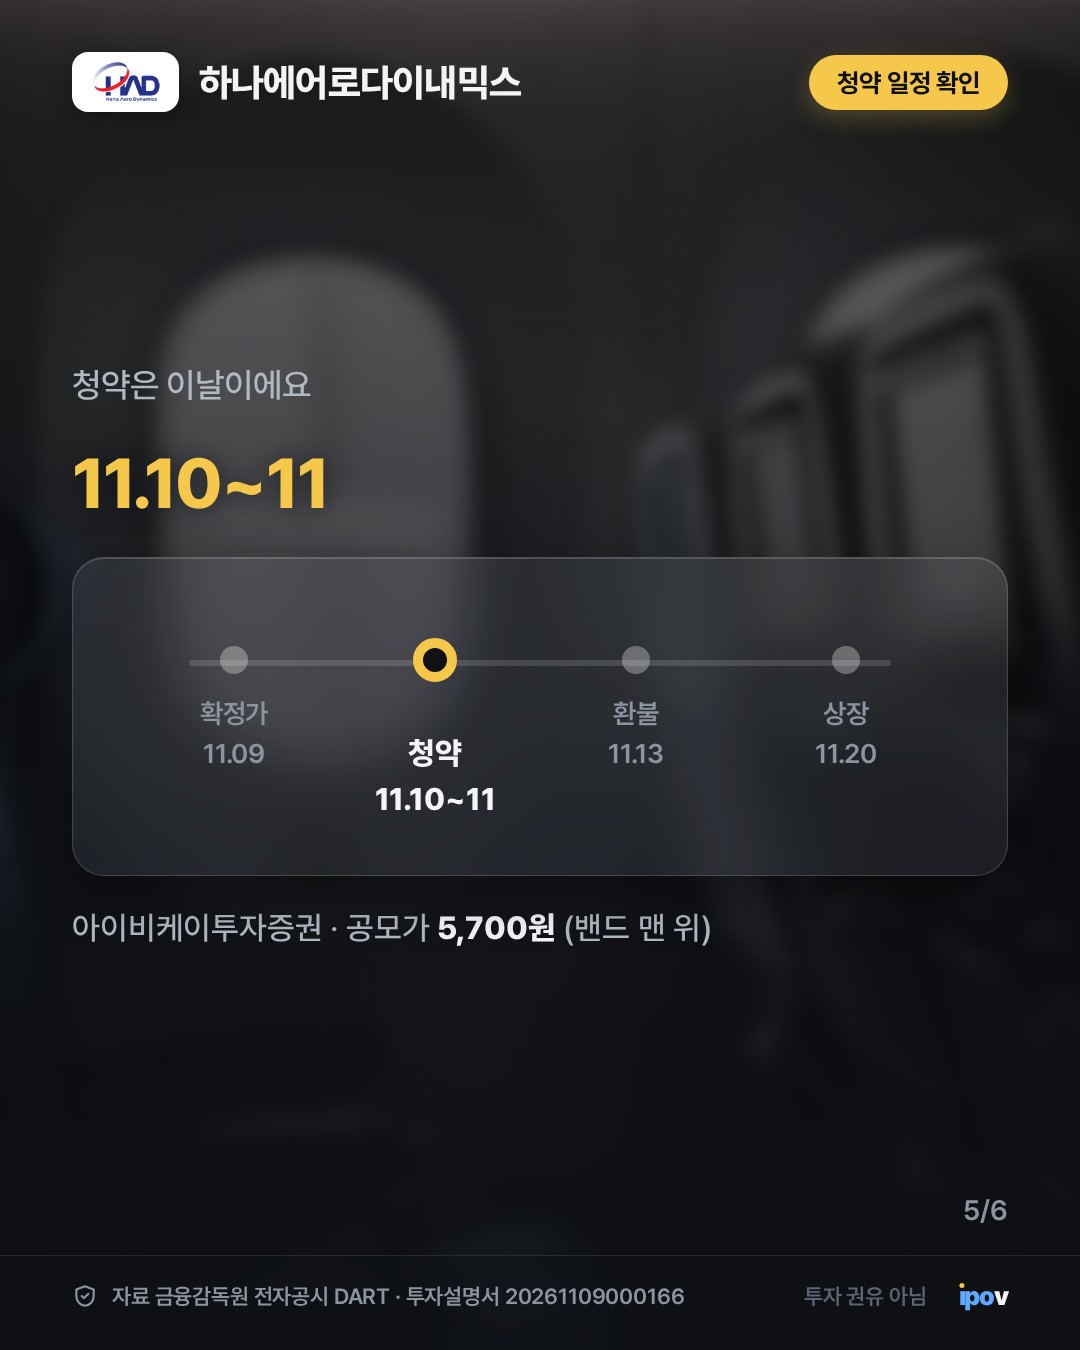 HAD
Hana Aero Dynamics
하나에어로다이내믹스
청약 일정 확인
청약은 이날이에요
11.10~11
확정가
11.09
청약
11.10~11
환불
11.13
상장
11.20
아이비케이투자증권 · 공모가 5,700원 (밴드 맨 위)
5/6
자료 금융감독원 전자공시 DART · 투자설명서 20261109000166
투자 권유 아님
ipov